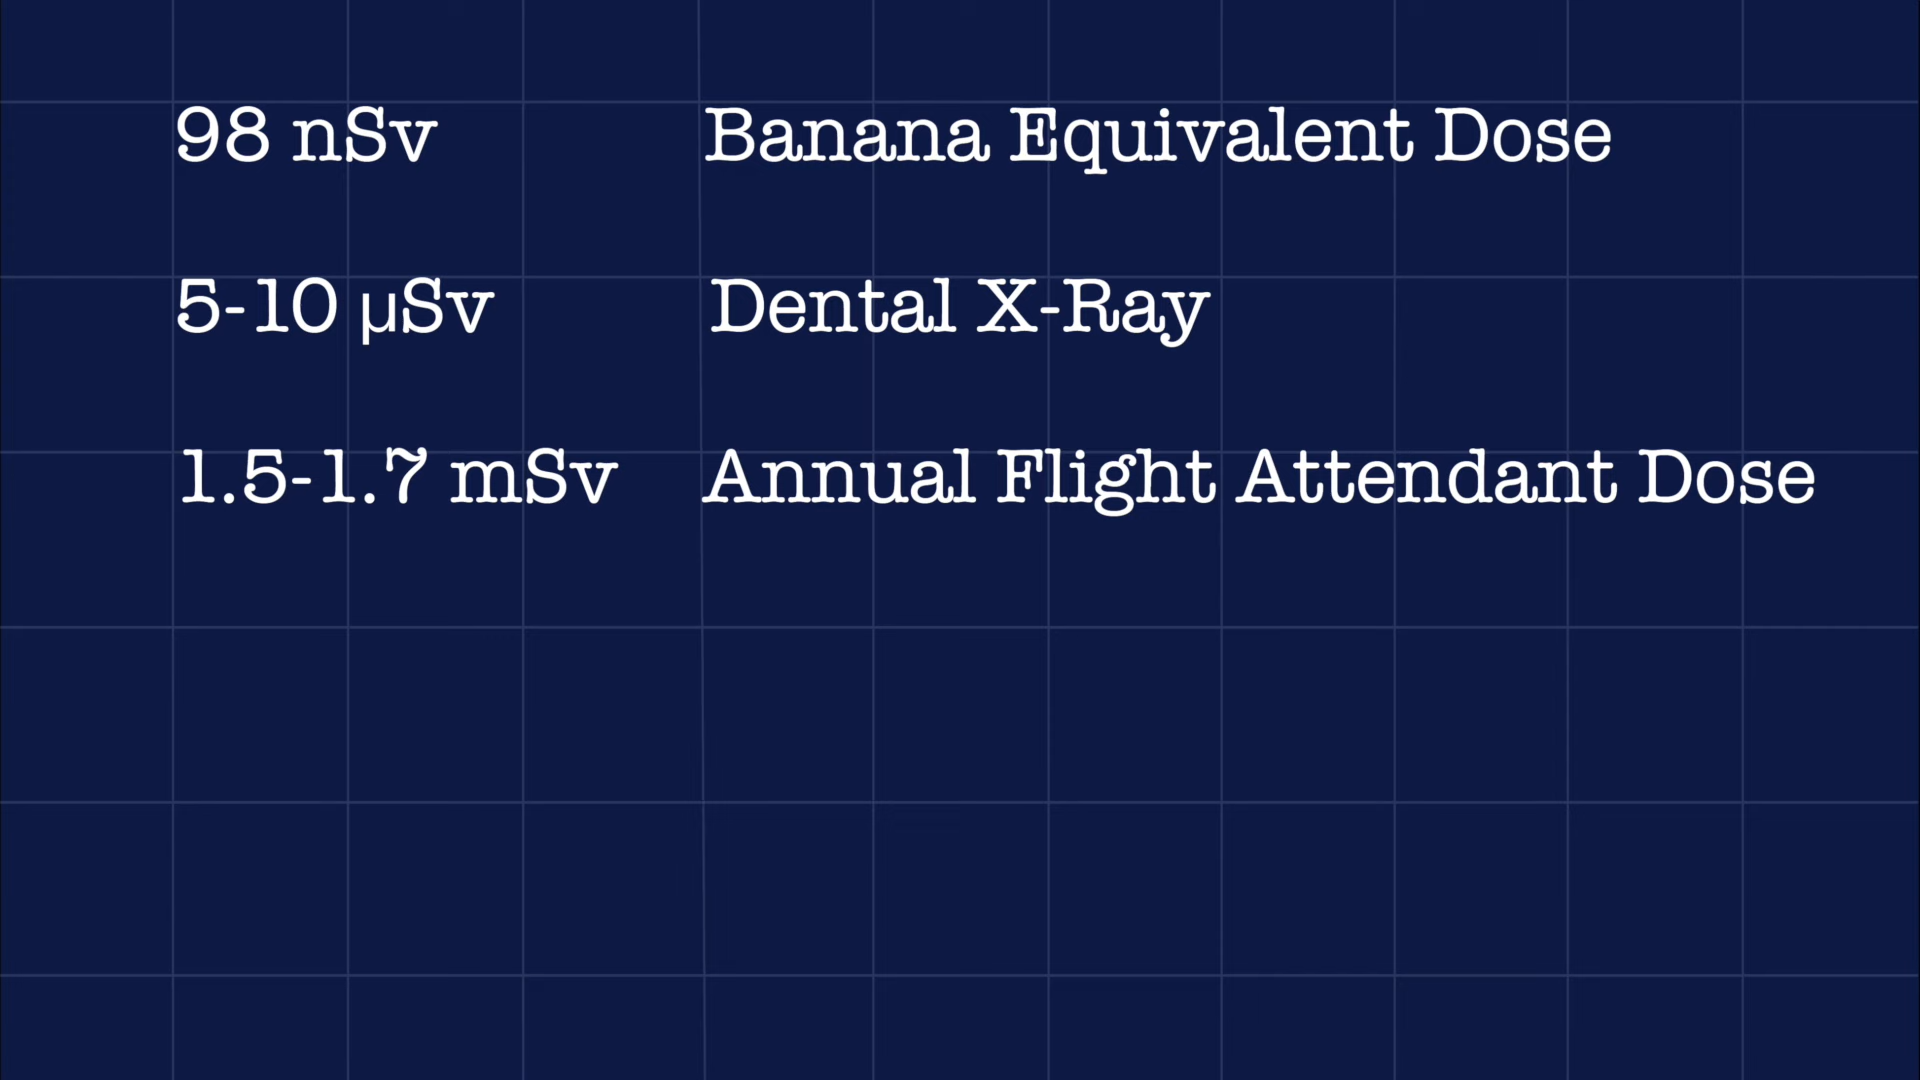 98 nSv Banana Equivalent Dose
5-10 µSv Dental X-Ray
1.5-1.7 mSv Annual Flight Attendant Dose